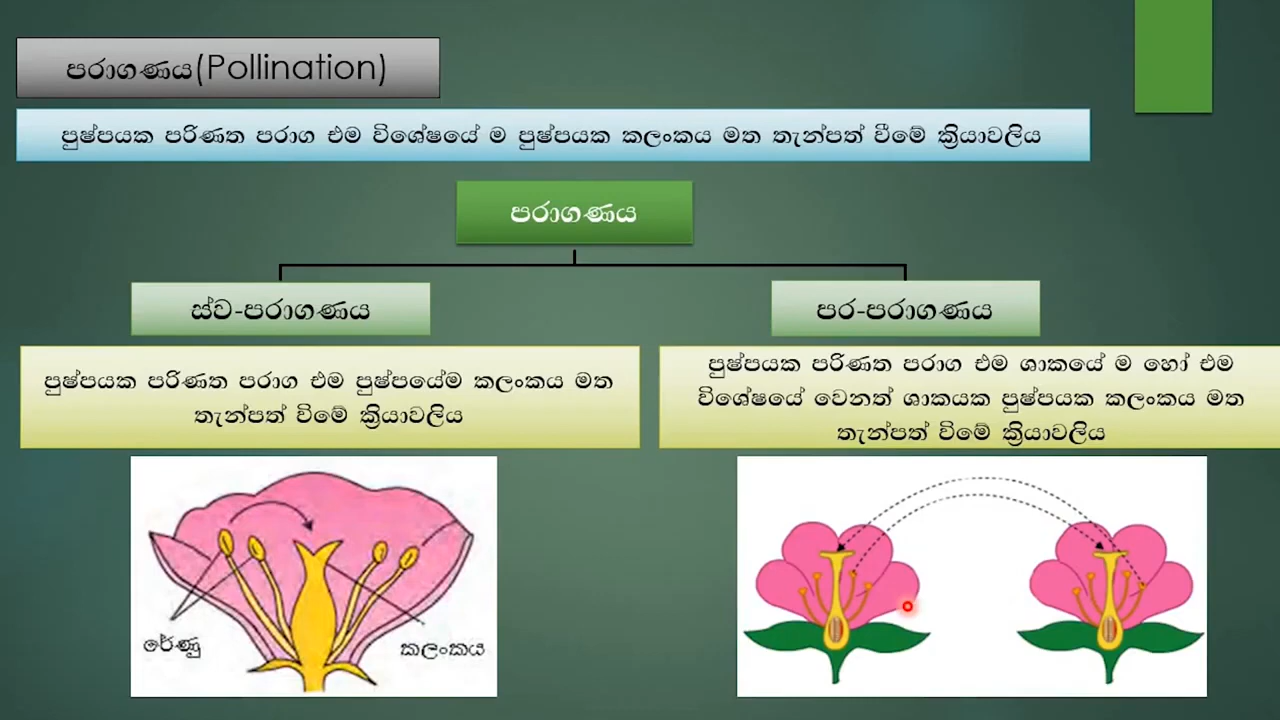 පරාගණය(Pollination)
පුෂ්පයක පරිණත පරාග එම විශේෂයේ ම පුෂ්පයක කලංකය මත තැන්පත් වීමේ ක්‍රියාවලිය
පරාගණය
ස්ව-පරාගණය
පර-පරාගණය
පුෂ්පයක පරිණත පරාග එම පුෂ්පයේම කලංකය මත
තැන්පත් විමේ ක්‍රියාවලිය
පුෂ්පයක පරිණත පරාග එම ශාකයේ ම හෝ එම
විශේෂයේ වෙනත් ශාකයක පුෂ්පයක කලංකය මත
තැන්පත් විමේ ක්‍රියාවලිය
රේණු
කලංකය